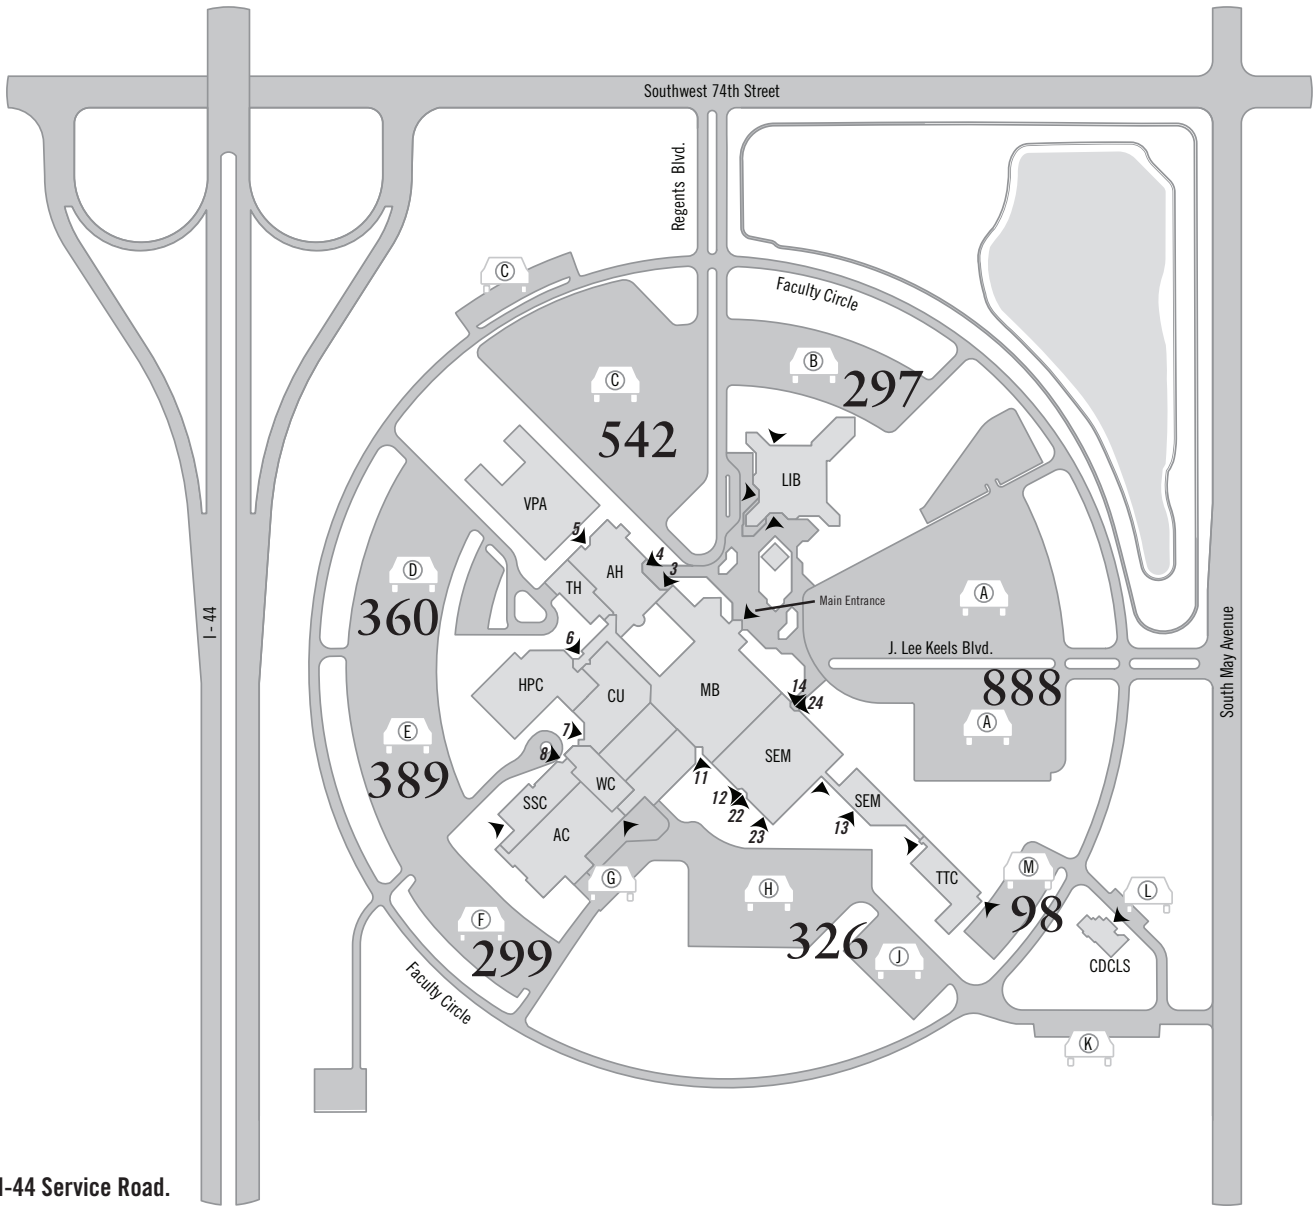 Southwest 74th Street
Regents Blvd.
C
Faculty Circle
B
297
C
542
LIB
VPA
5
4
3
AH
TH
D
360
A
Main Entrance
I - 44
6
J. Lee Keels Blvd.
South May Avenue
HPC
CU
MB
14
24
888
A
7
8
E
389
SEM
11
WC
12
22
23
SSC
SEM
13
AC
TTC
G
H
M
98
L
F
299
326
J
CDCLS
Faculty Circle
K
I-44 Service Road.